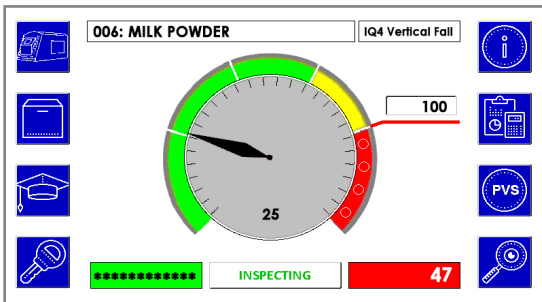 006: MILK POWDER
IQ4 Vertical Fall
i
100
PVS
25
************
INSPECTING
47